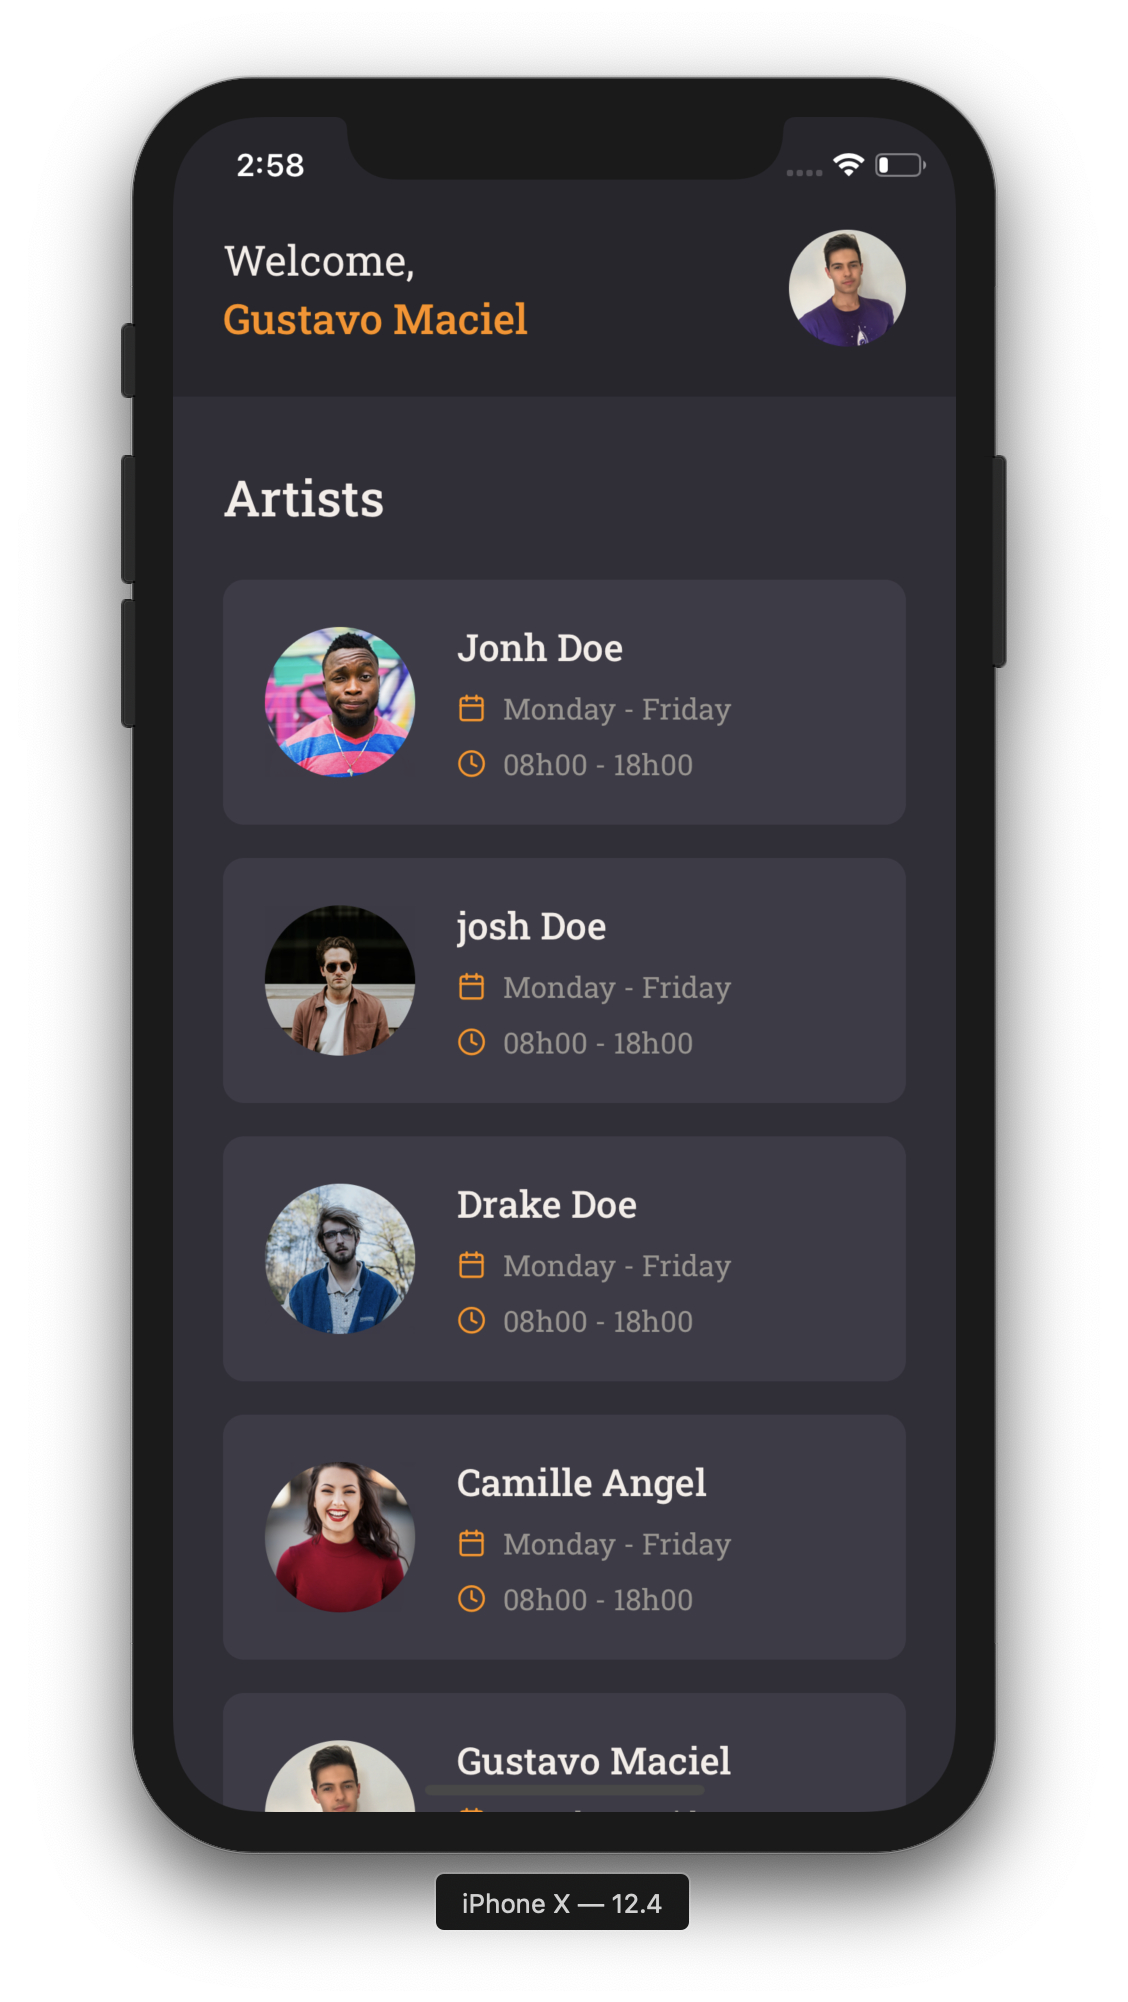 2:58
Welcome,
Gustavo Maciel
Artists
Jonh Doe
Monday - Friday
08h00 - 18h00
josh Doe
Monday - Friday
08h00 - 18h00
Drake Doe
Monday - Friday
08h00 - 18h00
Camille Angel
Monday - Friday
08h00 - 18h00
Gustavo Maciel
iPhone X — 12.4